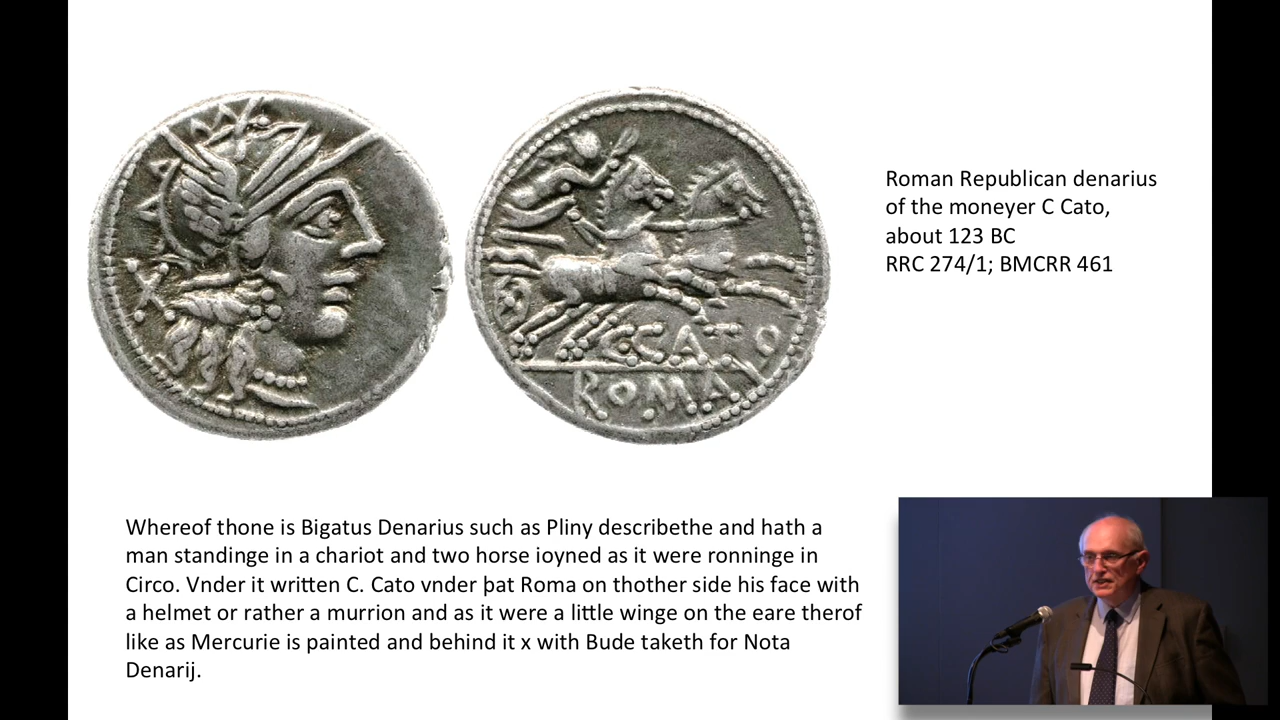 X
C·CATO
ROMA
Roman Republican denarius
of the moneyer C Cato,
about 123 BC
RRC 274/1; BMCRR 461
Whereof thone is Bigatus Denarius such as Pliny describethe and hath a
man standinge in a chariot and two horse ioyned as it were ronninge in
Circo. Vnder it written C. Cato vnder þat Roma on thother side his face with
a helmet or rather a murrion and as it were a little winge on the eare therof
like as Mercurie is painted and behind it x with Bude taketh for Nota
Denarij.